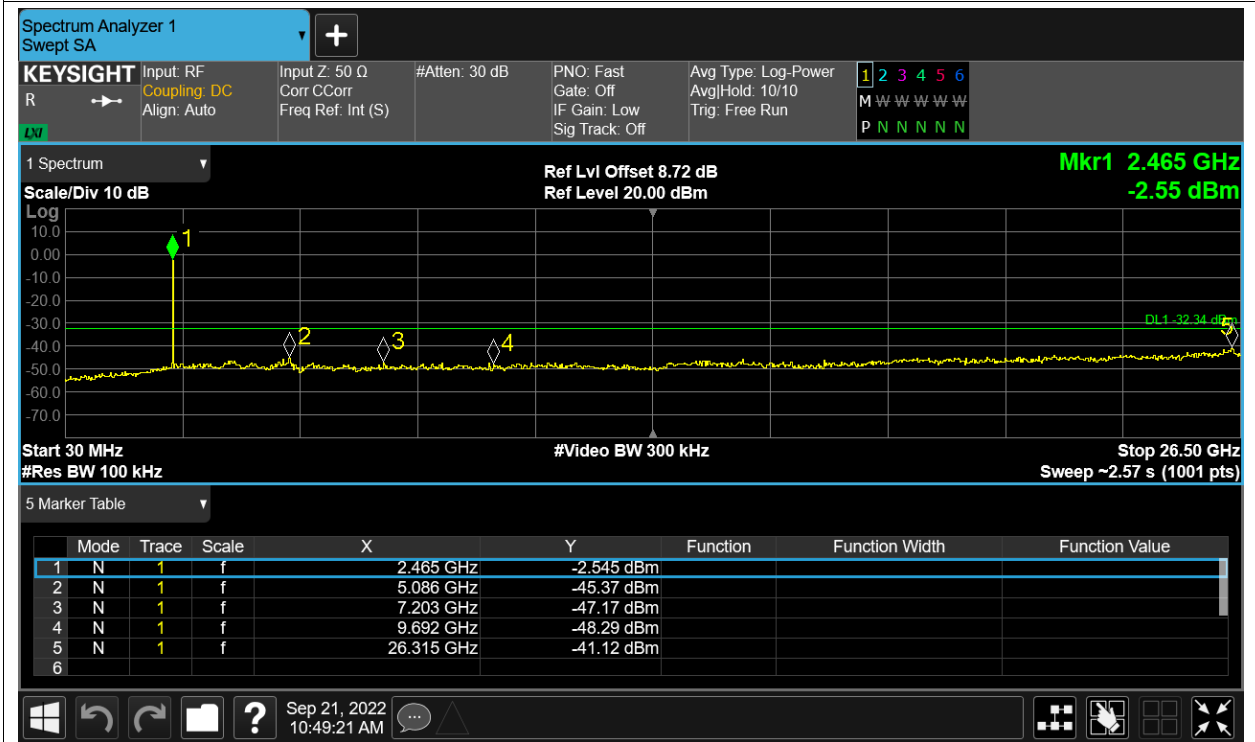 Spectrum Analyzer 1
Swept SA
+
KEYSIGHT
R
LXI
Input: RF
Coupling: DC
Align: Auto
Input Z: 50 Ω
Corr CCorr
Freq Ref: Int (S)
#Atten: 30 dB
PNO: Fast
Gate: Off
IF Gain: Low
Sig Track: Off
Avg Type: Log-Power
Avg|Hold: 10/10
Trig: Free Run
1 2 3 4 5 6
M W W W W W
P N N N N N
1 Spectrum
Scale/Div 10 dB
Ref Lvl Offset 8.72 dB
Ref Level 20.00 dBm
Mkr1 2.465 GHz
-2.55 dBm
Log
10.0
0.00
-10.0
-20.0
-30.0
-40.0
-50.0
-60.0
-70.0
1
2
3
4
5
DL1 -32.34 dBm
Start 30 MHz
#Res BW 100 kHz
#Video BW 300 kHz
Stop 26.50 GHz
Sweep ~2.57 s (1001 pts)
5 Marker Table
Mode Trace Scale X Y Function Function Width Function Value
1 N 1 f 2.465 GHz -2.545 dBm
2 N 1 f 5.086 GHz -45.37 dBm
3 N 1 f 7.203 GHz -47.17 dBm
4 N 1 f 9.692 GHz -48.29 dBm
5 N 1 f 26.315 GHz -41.12 dBm
6
?
Sep 21, 2022
10:49:21 AM